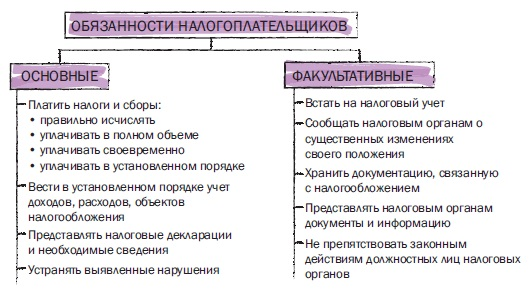 ОБЯЗАННОСТИ НАЛОГОПЛАТЕЛЬЩИКОВ
ОСНОВНЫЕ
Платить налоги и сборы:
• правильно исчислять
• уплачивать в полном объеме
• уплачивать своевременно
• уплачивать в установленном порядке
Вести в установленном порядке учет
доходов, расходов, объектов
налогообложения
Представлять налоговые декларации
и необходимые сведения
Устранять выявленные нарушения
ФАКУЛЬТАТИВНЫЕ
Встать на налоговый учет
Сообщать налоговым органам о
существенных изменениях
своего положения
Хранить документацию, связанную
с налогообложением
Представлять налоговым органам
документы и информацию
Не препятствовать законным
действиям должностных лиц налоговых
органов